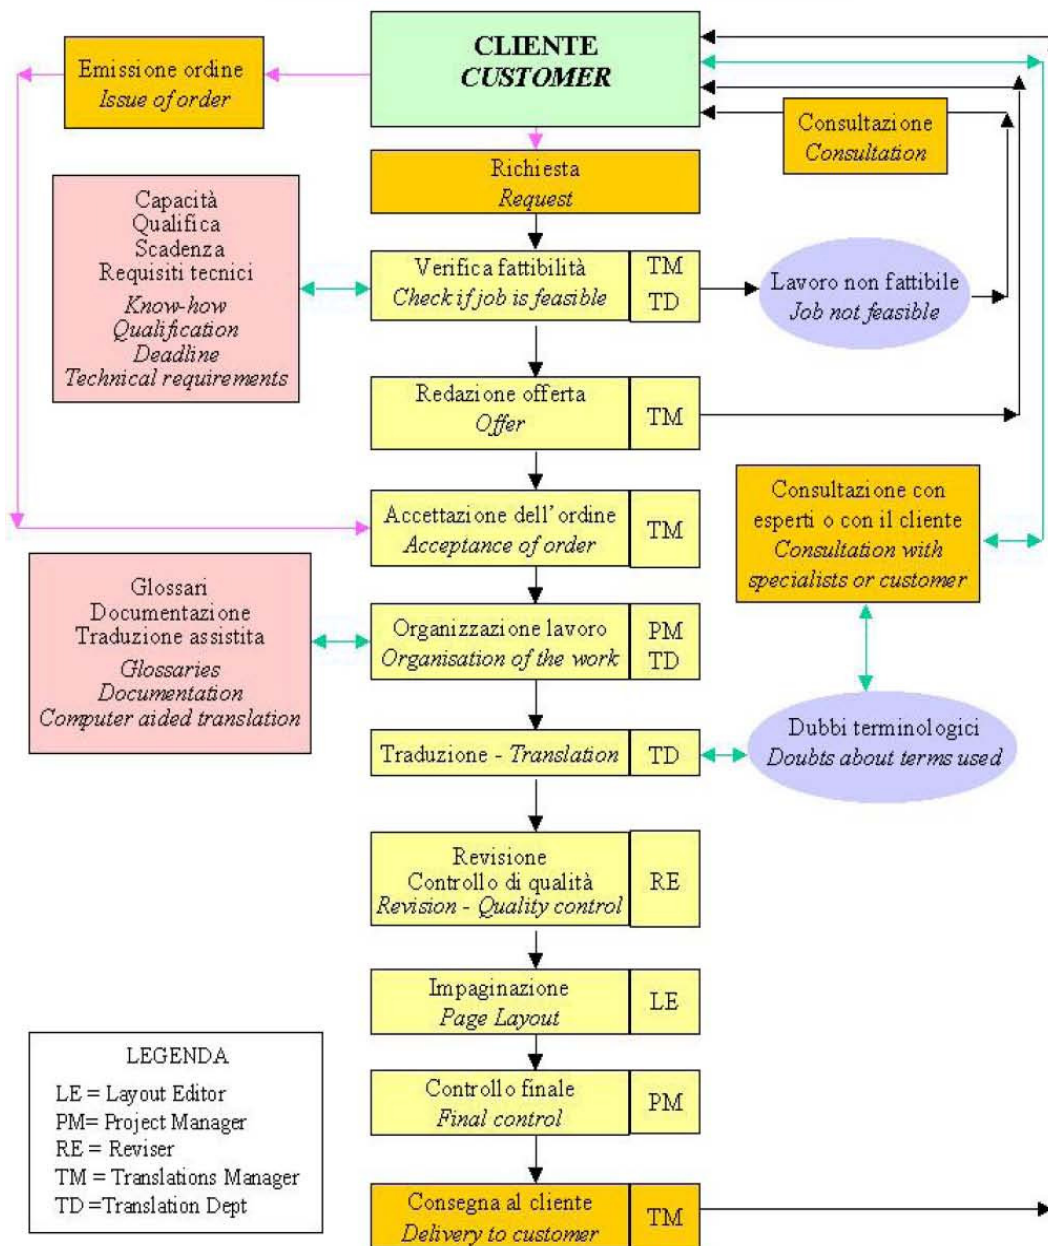 CLIENTE
CUSTOMER
Emissione ordine
Issue of order
Consultazione
Consultation
Richiesta
Request
Capacità
Qualifica
Scadenza
Requisiti tecnici
Know-how
Qualification
Deadline
Technical requirements
Verifica fattibilità
Check if job is feasible
TM
TD
Lavoro non fattibile
Job not feasible
Redazione offerta
Offer
TM
Accettazione dell'ordine
Acceptance of order
TM
Consultazione con
esperti o con il cliente
Consultation with
specialists or customer
Glossari
Documentazione
Traduzione assistita
Glossaries
Documentation
Computer aided translation
Organizzazione lavoro
Organisation of the work
PM
TD
Traduzione - Translation
TD
Dubbi terminologici
Doubts about terms used
Revisione
Controllo di qualità
Revision - Quality control
RE
Impaginazione
Page Layout
LE
Controllo finale
Final control
PM
Consegna al cliente
Delivery to customer
TM
LEGENDA
LE = Layout Editor
PM= Project Manager
RE = Reviser
TM = Translations Manager
TD =Translation Dept